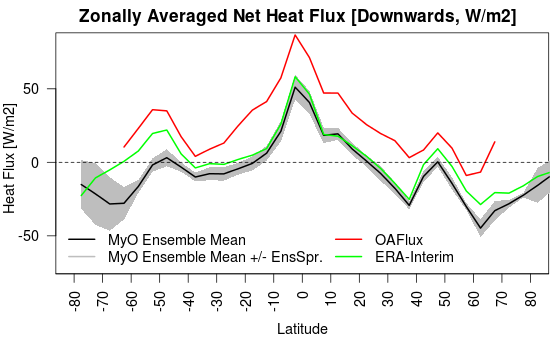 Zonally Averaged Net Heat Flux [Downwards, W/m2]
Heat Flux [W/m2]
50
0
-50
MyO Ensemble Mean
MyO Ensemble Mean +/- EnsSpr.
OAFlux
ERA-Interim
-80 -70 -60 -50 -40 -30 -20 -10 0 10 20 30 40 50 60 70 80
Latitude